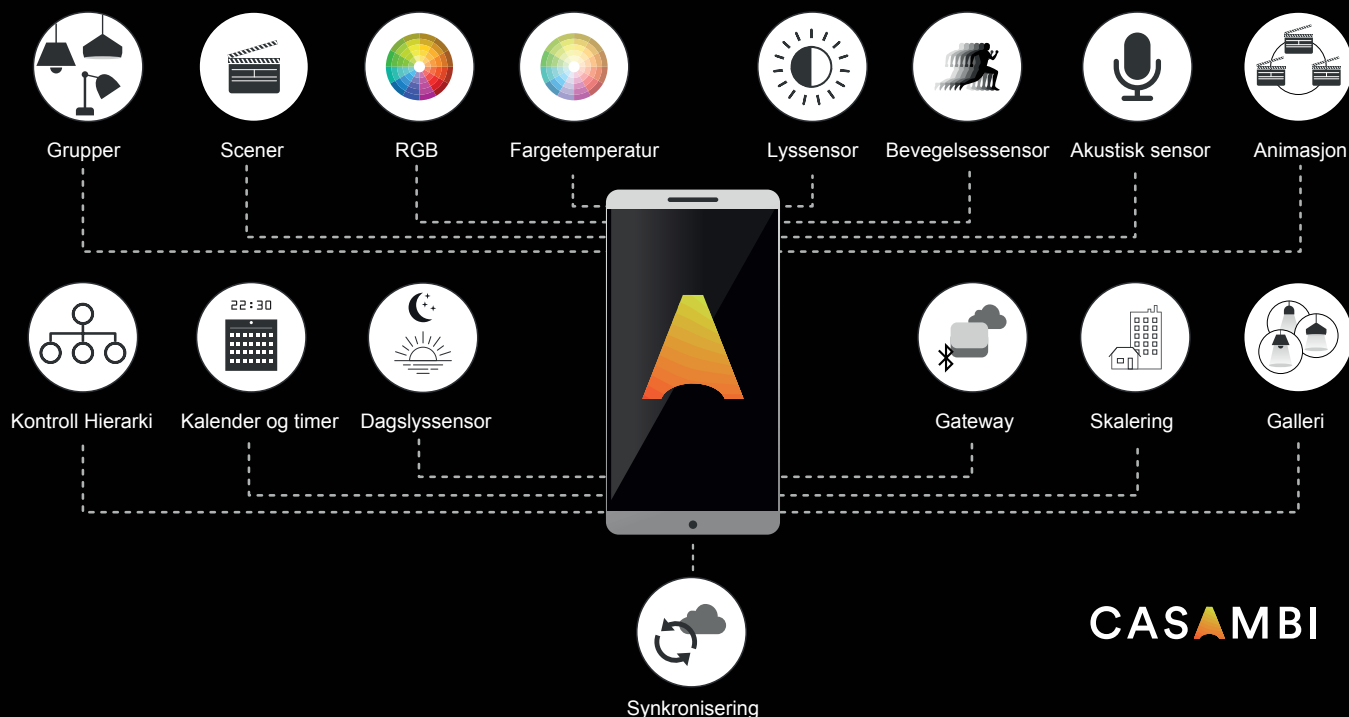 Grupper
Scener
RGB
Fargetemperatur
Lyssensor
Bevegelsessensor
Akustisk sensor
Animasjon
22:30
Kontroll Hierarki
Kalender og timer
Dagslyssensor
Gateway
Skalering
Galleri
CASAMBI
Synkronisering